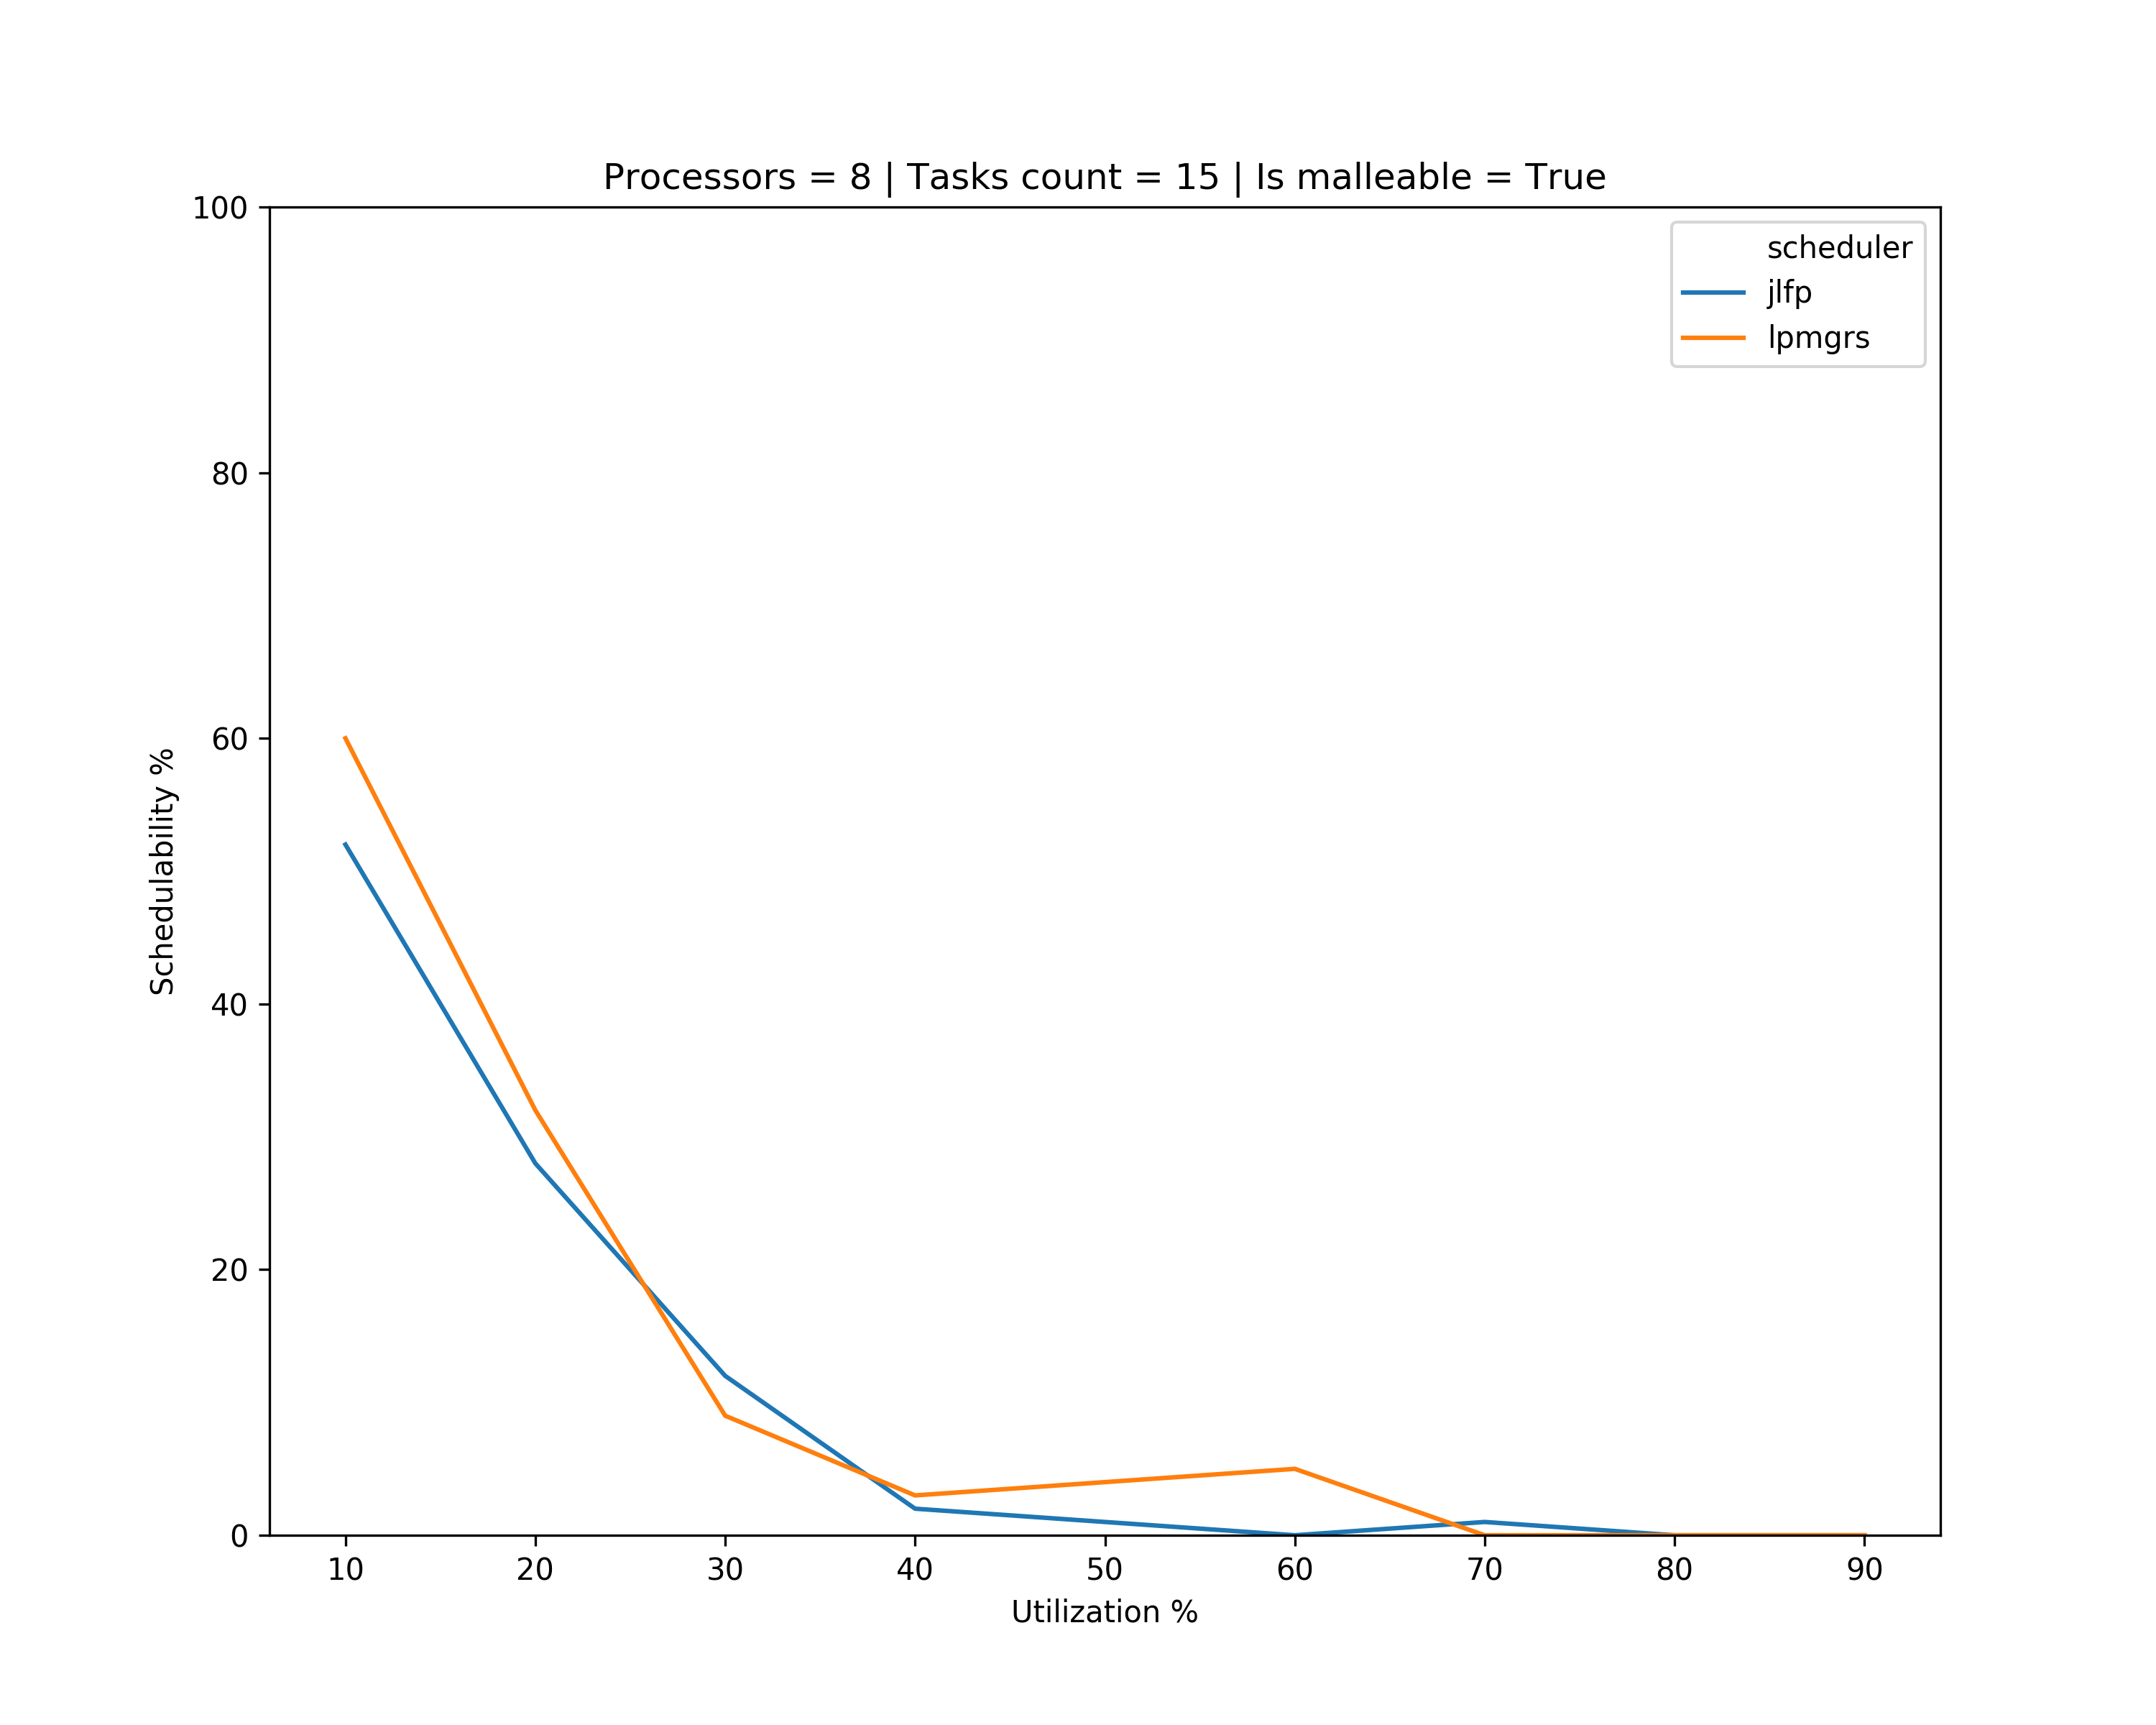 Processors = 8 | Tasks count = 15 | Is malleable = True
scheduler
jlfp
lpmgrs
Schedulability %
100
80
60
40
20
0
10 20 30 40 50 60 70 80 90
Utilization %